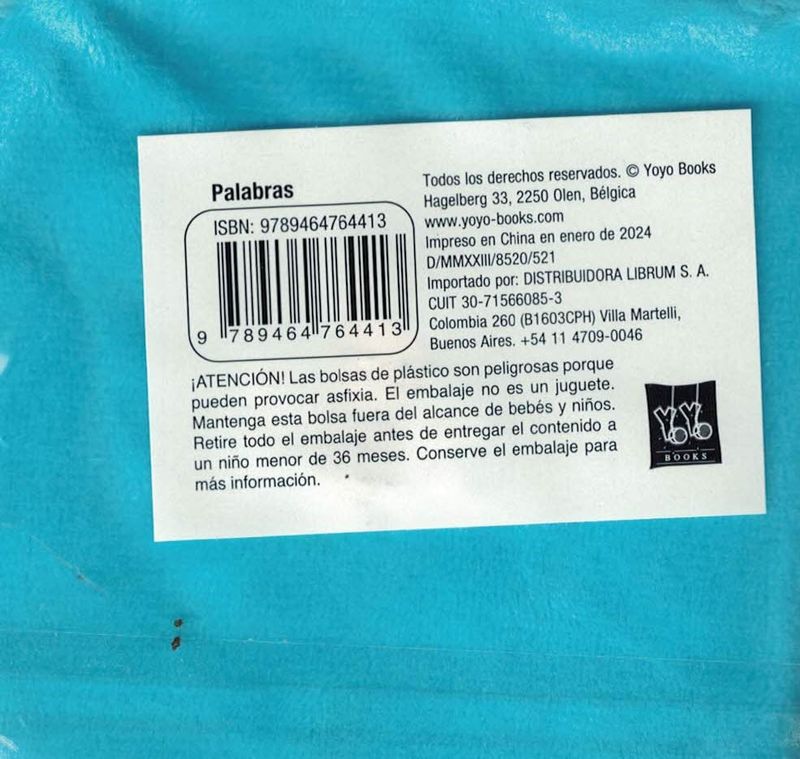 Palabras
ISBN: 9789464764413
9 789464 764413
Todos los derechos reservados. © Yoyo Books
Hagelberg 33, 2250 Olen, Bélgica
www.yoyo-books.com
Impreso en China en enero de 2024
D/MMXXIII/8520/521
Importado por: DISTRIBUIDORA LIBRUM S. A.
CUIT 30-71566085-3
Colombia 260 (B1603CPH) Villa Martelli,
Buenos Aires. +54 11 4709-0046
¡ATENCIÓN! Las bolsas de plástico son peligrosas porque
pueden provocar asfixia. El embalaje no es un juguete.
Mantenga esta bolsa fuera del alcance de bebés y niños.
Retire todo el embalaje antes de entregar el contenido a
un niño menor de 36 meses. Conserve el embalaje para
más información.
YOYO
BOOKS